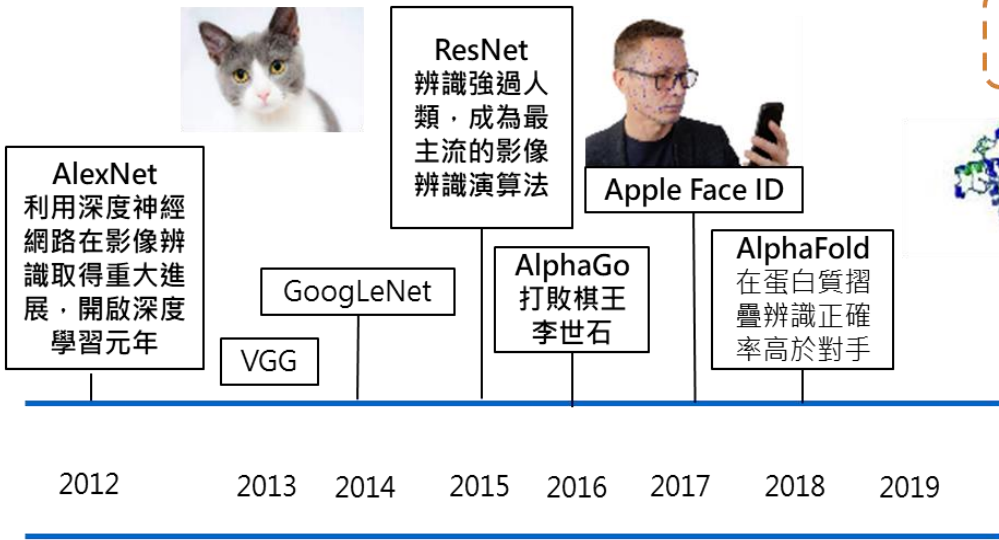 AlexNet
利用深度神經
網路在影像辨
識取得重大進
展，開啟深度
學習元年
VGG
GoogLeNet
ResNet
辨識強過人
類，成為最
主流的影像
辨識演算法
AlphaGo
打敗棋王
李世石
Apple Face ID
AlphaFold
在蛋白質摺
疊辨識正確
率高於對手
2012 2013 2014 2015 2016 2017 2018 2019